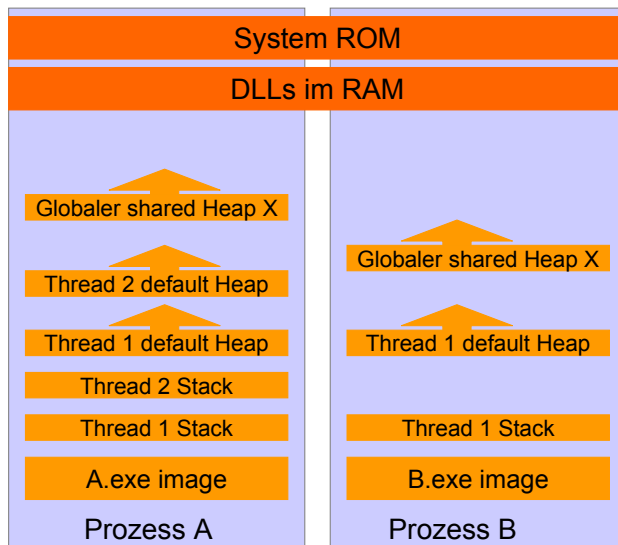 System ROM
DLLs im RAM
Globaler shared Heap X
Thread 2 default Heap
Thread 1 default Heap
Thread 2 Stack
Thread 1 Stack
A.exe image
Prozess A
Globaler shared Heap X
Thread 1 default Heap
Thread 1 Stack
B.exe image
Prozess B